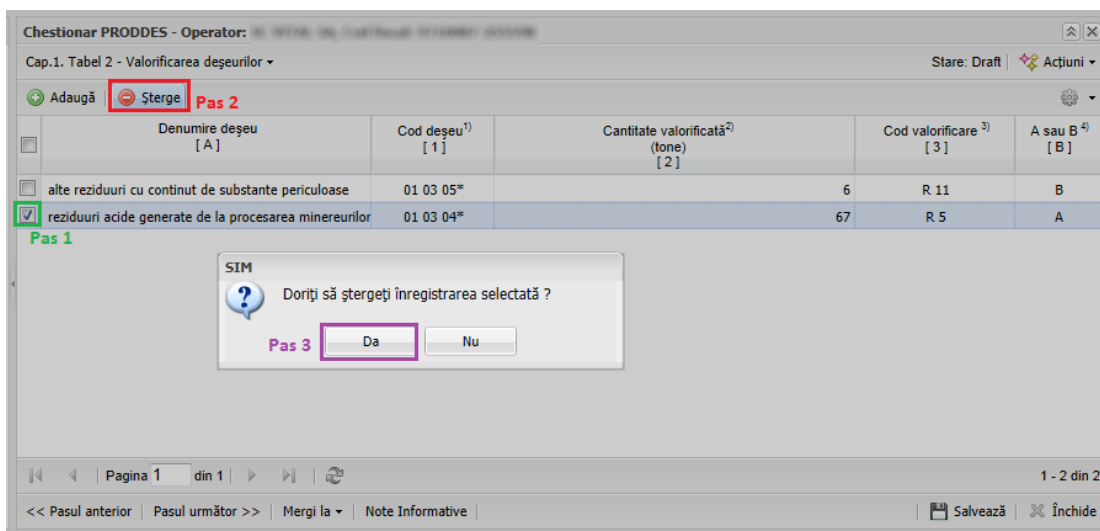 Chestionar PRODDES - Operator:
Cap.1. Tabel 2 - Valorificarea deşeurilor
Stare: Draft
Acţiuni
Adaugă
Şterge
Pas 2
Denumire deşeu
[ A ]
Cod deşeu1)
[ 1 ]
Cantitate valorificată2)
(tone)
[ 2 ]
Cod valorificare 3)
[ 3 ]
A sau B 4)
[ B ]
alte reziduuri cu continut de substante periculoase 01 03 05* 6 R 11 B
reziduuri acide generate de la procesarea minereurilor 01 03 04* 67 R 5 A
Pas 1
SIM
Doriţi să ştergeţi înregistrarea selectată ?
Pas 3
Da
Nu
Pagina 1 din 1
1 - 2 din 2
<< Pasul anterior
Pasul următor >>
Mergi la
Note Informative
Salvează
Închide